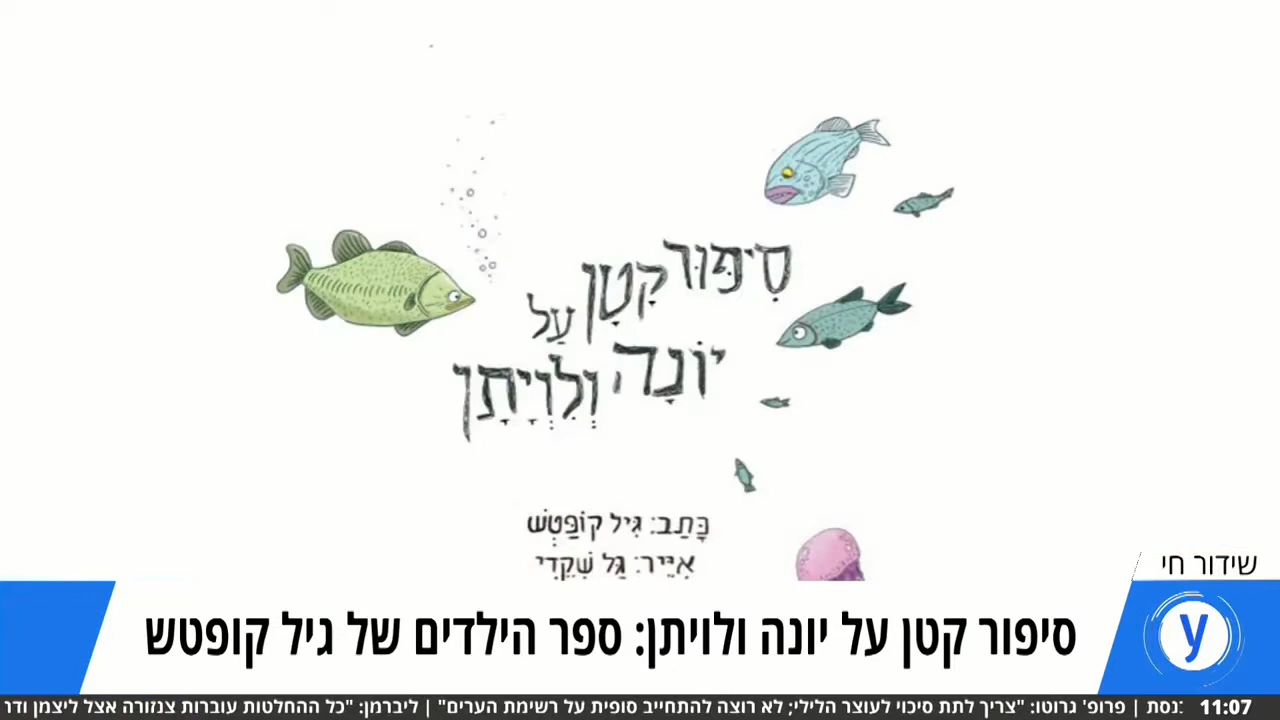 סִיפּוּר קָטָן עַל
יוֹנָה וְלִוְיָתָן
כָּתַב: גִּיל קוֹפַּטְשׁ
אִיֵּיר: גַּל שְׁקֵדִי
שידור חי
סיפור קטן על יונה ולויתן: ספר הילדים של גיל קופטש
y
11:07 נסת | פרופ' גרוטו: "צריך לתת סיכוי לעוצר הלילי; לא רוצה להתחייב סופית על רשימת הערים" | ליברמן: "כל ההחלטות עוברות צנזורה אצל ליצמן ודר